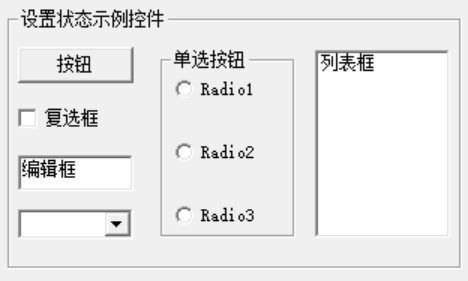 设置状态示例控件
按钮
复选框
编辑框
单选按钮
Radio1
Radio2
Radio3
列表框